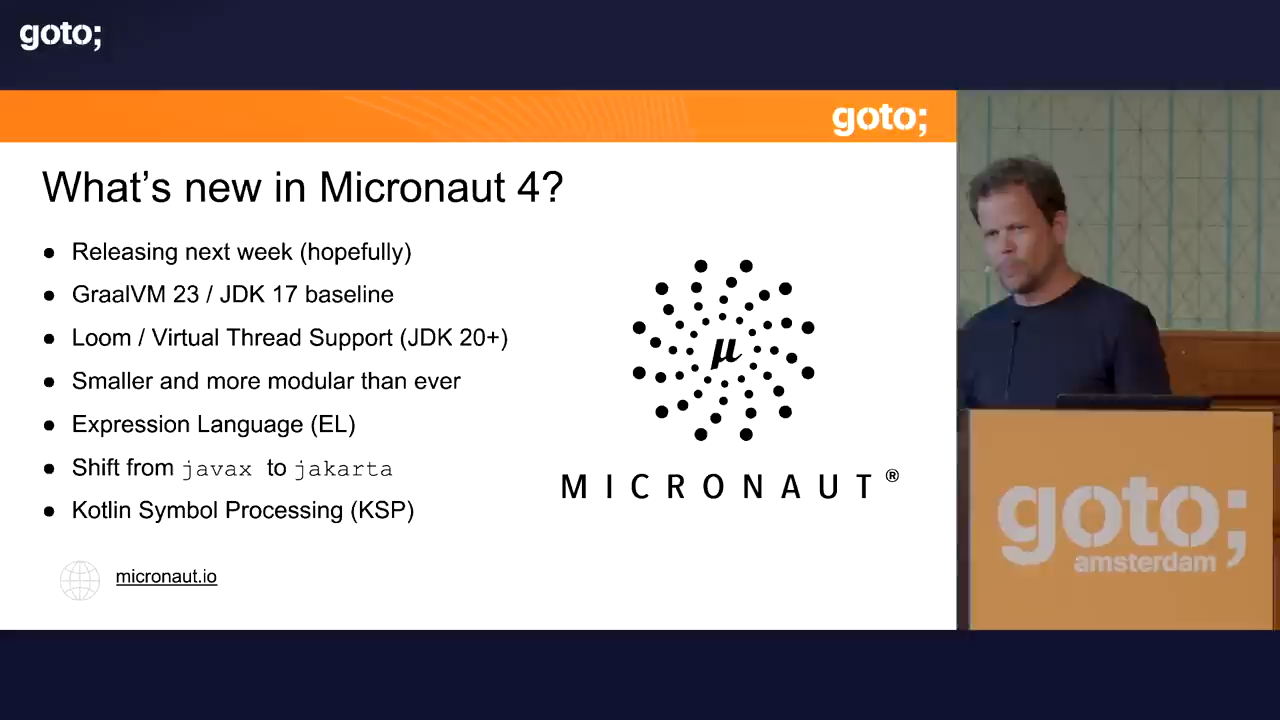 goto;
goto;
What's new in Micronaut 4?
● Releasing next week (hopefully)
● GraalVM 23 / JDK 17 baseline
● Loom / Virtual Thread Support (JDK 20+)
● Smaller and more modular than ever
● Expression Language (EL)
● Shift from javax to jakarta
● Kotlin Symbol Processing (KSP)
µ
MICRONAUT®
micronaut.io
goto;
amsterdam